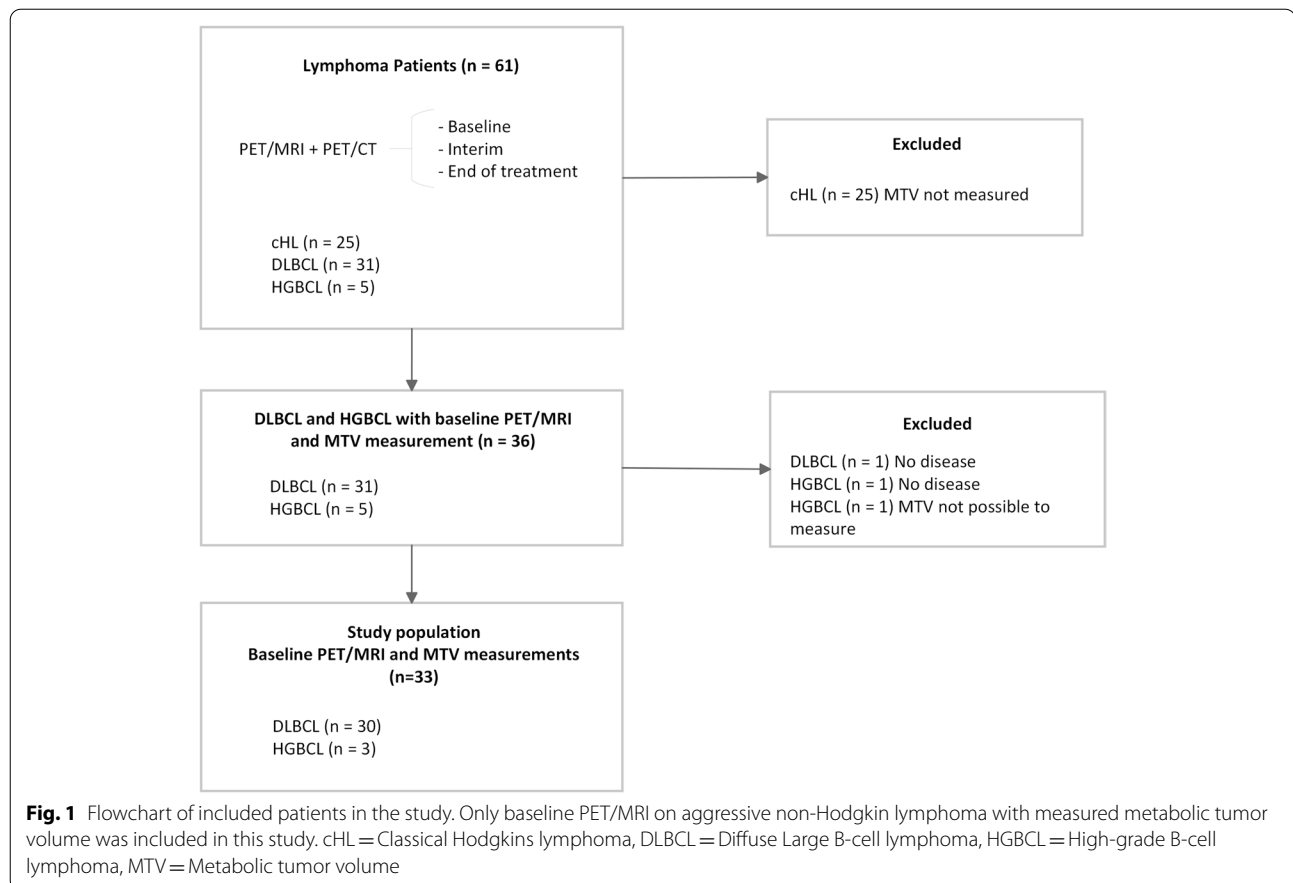 Lymphoma Patients (n = 61)
PET/MRI + PET/CT
- Baseline
- Interim
- End of treatment
cHL (n = 25)
DLBCL (n = 31)
HGBCL (n = 5)
Excluded
cHL (n = 25) MTV not measured
DLBCL and HGBCL with baseline PET/MRI
and MTV measurement (n = 36)
DLBCL (n = 31)
HGBCL (n = 5)
Excluded
DLBCL (n = 1) No disease
HGBCL (n = 1) No disease
HGBCL (n = 1) MTV not possible to
measure
Study population
Baseline PET/MRI and MTV measurements
(n=33)
DLBCL (n = 30)
HGBCL (n = 3)
Fig. 1 Flowchart of included patients in the study. Only baseline PET/MRI on aggressive non-Hodgkin lymphoma with measured metabolic tumor
volume was included in this study. cHL = Classical Hodgkins lymphoma, DLBCL = Diffuse Large B-cell lymphoma, HGBCL = High-grade B-cell
lymphoma, MTV = Metabolic tumor volume